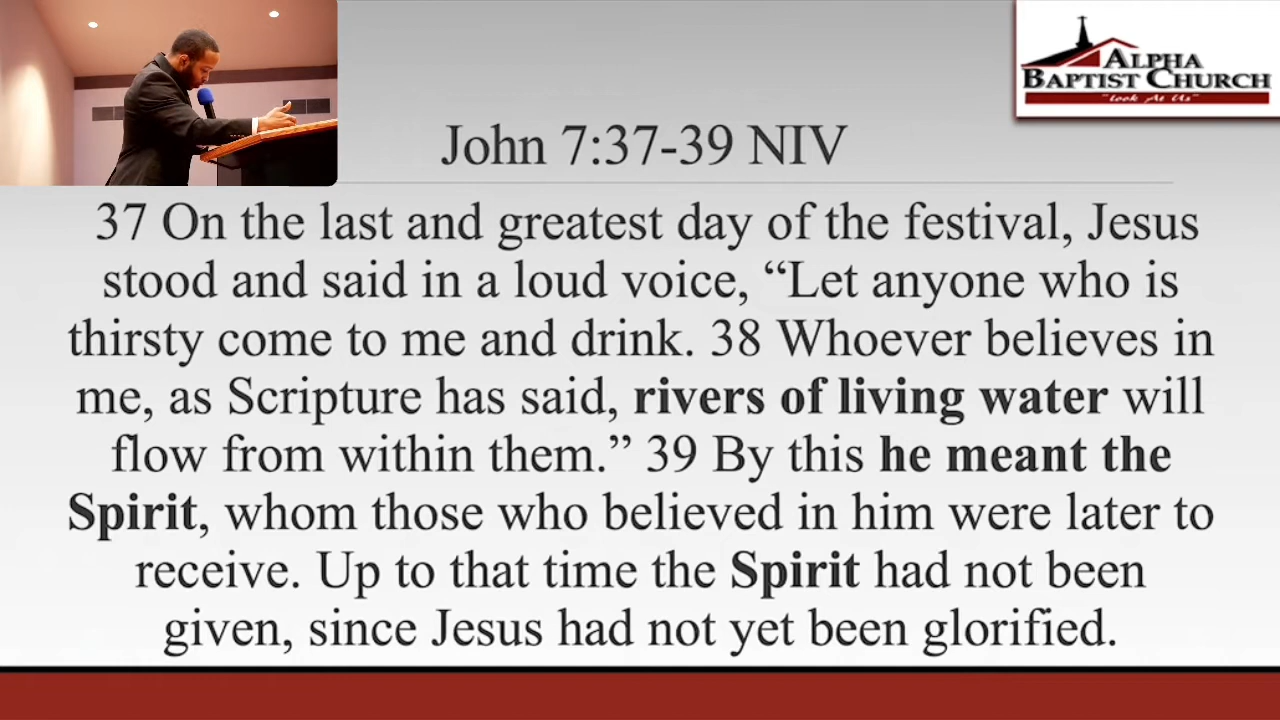 ALPHA
BAPTIST CHURCH
"Look At Us"
John 7:37-39 NIV
37 On the last and greatest day of the festival, Jesus
stood and said in a loud voice, “Let anyone who is
thirsty come to me and drink. 38 Whoever believes in
me, as Scripture has said, rivers of living water will
flow from within them.” 39 By this he meant the
Spirit, whom those who believed in him were later to
receive. Up to that time the Spirit had not been
given, since Jesus had not yet been glorified.